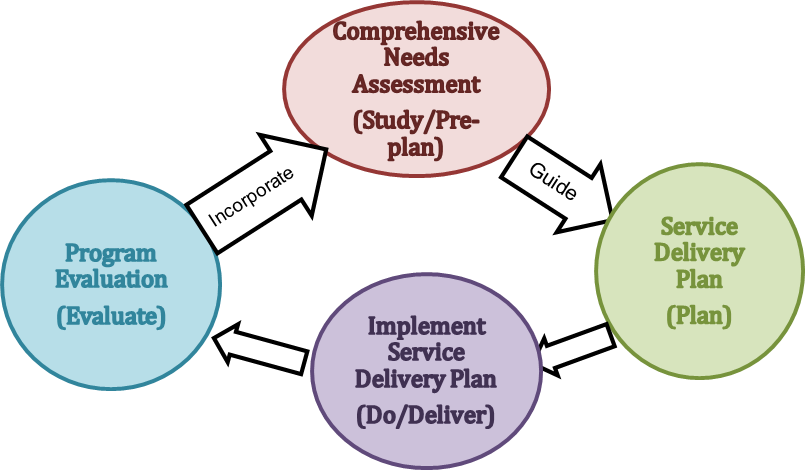 Comprehensive
Needs
Assessment
(Study/Pre-
plan)
Incorporate
Guide
Service
Delivery
Plan
(Plan)
Program
Evaluation
(Evaluate)
Implement
Service
Delivery Plan
(Do/Deliver)